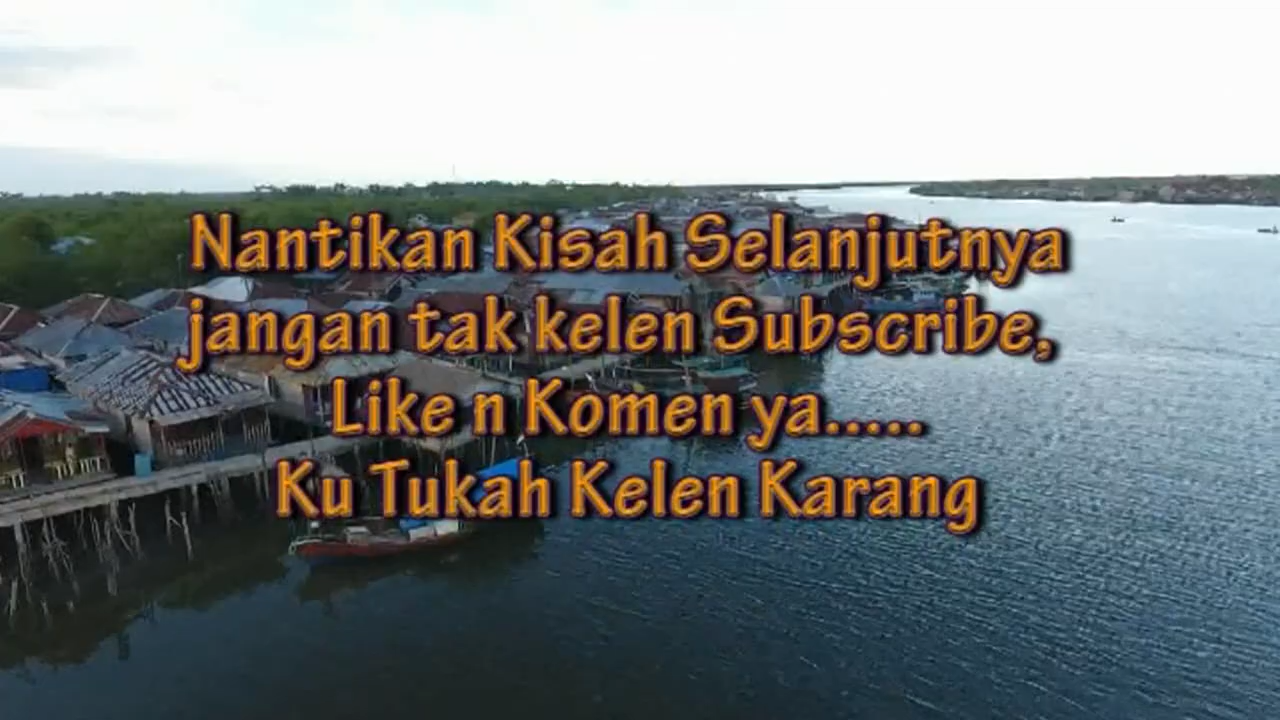 Nantikan Kisah Selanjutnya
jangan tak kelen Subscribe,
Like n Komen ya.....
Ku Tukah Kelen Karang